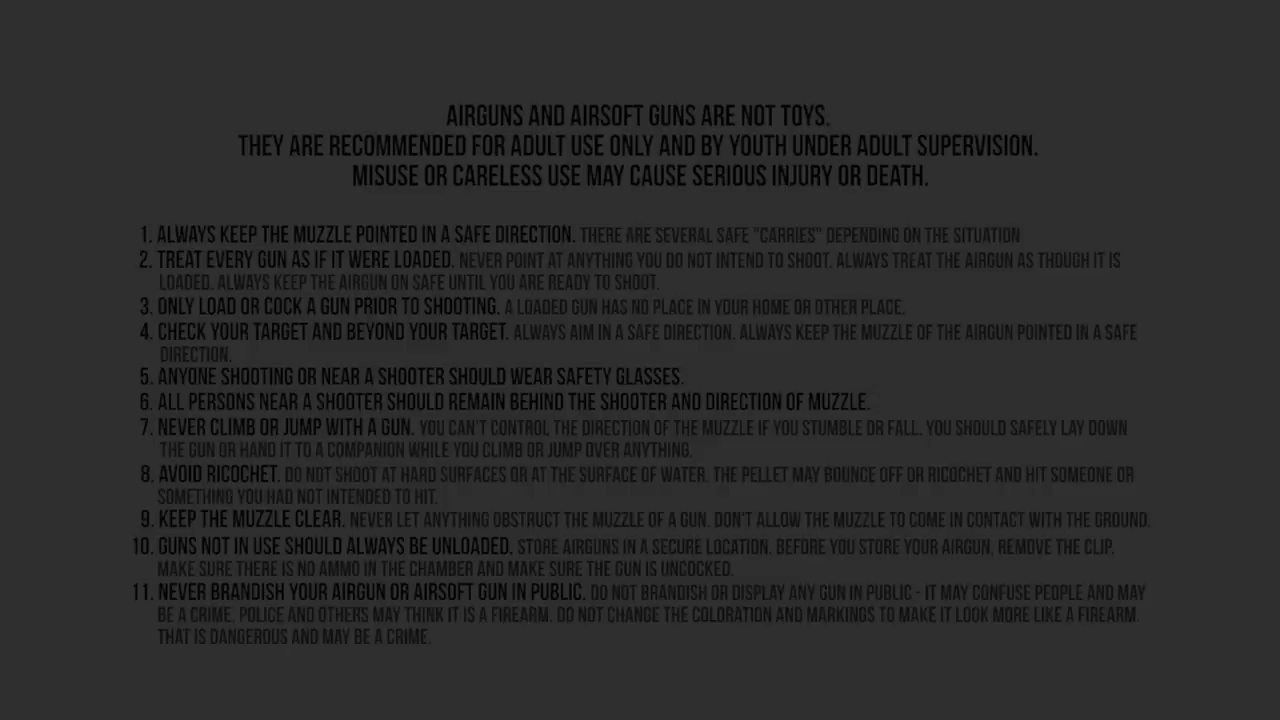 AIRGUNS AND AIRSOFT GUNS ARE NOT TOYS.
THEY ARE RECOMMENDED FOR ADULT USE ONLY AND BY YOUTH UNDER ADULT SUPERVISION.
MISUSE OR CARELESS USE MAY CAUSE SERIOUS INJURY OR DEATH.
1. ALWAYS KEEP THE MUZZLE POINTED IN A SAFE DIRECTION. THERE ARE SEVERAL SAFE "CARRIES" DEPENDING ON THE SITUATION
2. TREAT EVERY GUN AS IF IT WERE LOADED. NEVER POINT AT ANYTHING YOU DO NOT INTEND TO SHOOT. ALWAYS TREAT THE AIRGUN AS THOUGH IT IS
LOADED. ALWAYS KEEP THE AIRGUN ON SAFE UNTIL YOU ARE READY TO SHOOT.
3. ONLY LOAD OR COCK A GUN PRIOR TO SHOOTING. A LOADED GUN HAS NO PLACE IN YOUR HOME OR OTHER PLACE.
4. CHECK YOUR TARGET AND BEYOND YOUR TARGET. ALWAYS AIM IN A SAFE DIRECTION. ALWAYS KEEP THE MUZZLE OF THE AIRGUN POINTED IN A SAFE
DIRECTION.
5. ANYONE SHOOTING OR NEAR A SHOOTER SHOULD WEAR SAFETY GLASSES.
6. ALL PERSONS NEAR A SHOOTER SHOULD REMAIN BEHIND THE SHOOTER AND DIRECTION OF MUZZLE.
7. NEVER CLIMB OR JUMP WITH A GUN. YOU CAN'T CONTROL THE DIRECTION OF THE MUZZLE IF YOU STUMBLE OR FALL. YOU SHOULD SAFELY LAY DOWN
THE GUN OR HAND IT TO A COMPANION WHILE YOU CLIMB OR JUMP OVER ANYTHING.
8. AVOID RICOCHET. DO NOT SHOOT AT HARD SURFACES OR AT THE SURFACE OF WATER. THE PELLET MAY BOUNCE OFF OR RICOCHET AND HIT SOMEONE OR
SOMETHING YOU HAD NOT INTENDED TO HIT.
9. KEEP THE MUZZLE CLEAR. NEVER LET ANYTHING OBSTRUCT THE MUZZLE OF A GUN. DON'T ALLOW THE MUZZLE TO COME IN CONTACT WITH THE GROUND.
10. GUNS NOT IN USE SHOULD ALWAYS BE UNLOADED. STORE AIRGUNS IN A SECURE LOCATION. BEFORE YOU STORE YOUR AIRGUN, REMOVE THE CLIP,
MAKE SURE THERE IS NO AMMO IN THE CHAMBER AND MAKE SURE THE GUN IS UNCOCKED.
11. NEVER BRANDISH YOUR AIRGUN OR AIRSOFT GUN IN PUBLIC. DO NOT BRANDISH OR DISPLAY ANY GUN IN PUBLIC - IT MAY CONFUSE PEOPLE AND MAY
BE A CRIME. POLICE AND OTHERS MAY THINK IT IS A FIREARM. DO NOT CHANGE THE COLORATION AND MARKINGS TO MAKE IT LOOK MORE LIKE A FIREARM.
THAT IS DANGEROUS AND MAY BE A CRIME.